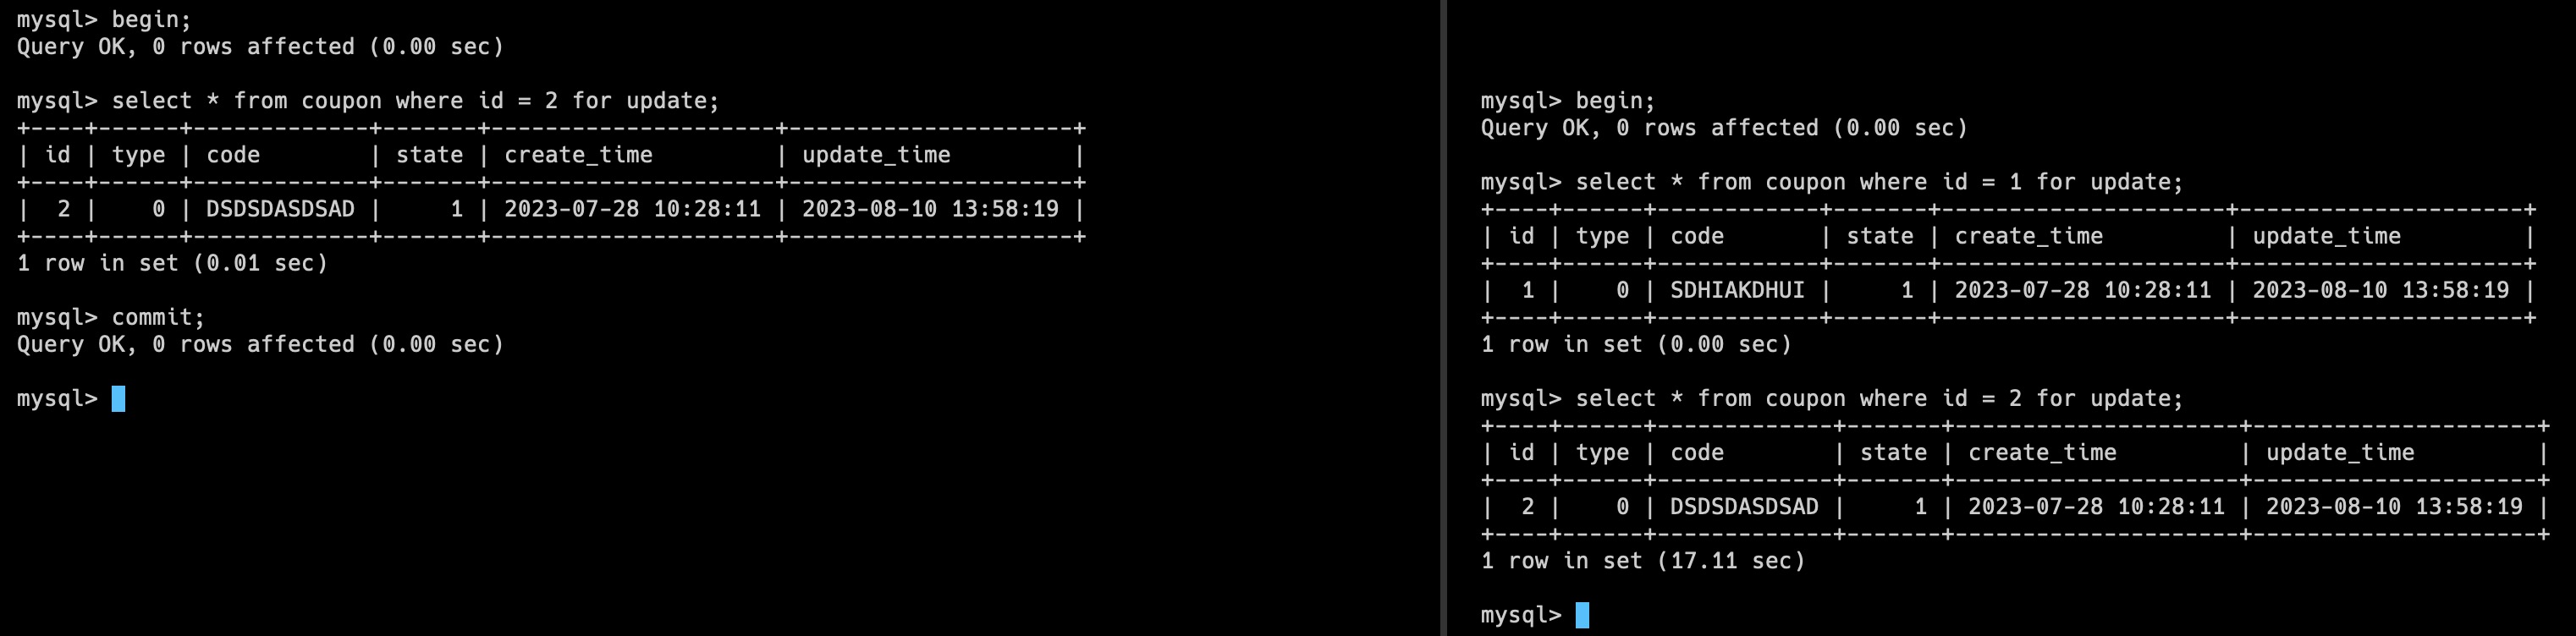 mysql> begin;
Query OK, 0 rows affected (0.00 sec)
mysql> select * from coupon where id = 2 for update;
+----+------+-------------+-------+---------------------+---------------------+
| id | type | code        | state | create_time         | update_time         |
+----+------+-------------+-------+---------------------+---------------------+
|  2 |    0 | DSDSDASDSAD |     1 | 2023-07-28 10:28:11 | 2023-08-10 13:58:19 |
+----+------+-------------+-------+---------------------+---------------------+
1 row in set (0.01 sec)
mysql> commit;
Query OK, 0 rows affected (0.00 sec)
mysql>
mysql> begin;
Query OK, 0 rows affected (0.00 sec)
mysql> select * from coupon where id = 1 for update;
+----+------+------------+-------+---------------------+---------------------+
| id | type | code       | state | create_time         | update_time         |
+----+------+------------+-------+---------------------+---------------------+
|  1 |    0 | SDHIAKDHUI |     1 | 2023-07-28 10:28:11 | 2023-08-10 13:58:19 |
+----+------+------------+-------+---------------------+---------------------+
1 row in set (0.00 sec)
mysql> select * from coupon where id = 2 for update;
+----+------+-------------+-------+---------------------+---------------------+
| id | type | code        | state | create_time         | update_time         |
+----+------+-------------+-------+---------------------+---------------------+
|  2 |    0 | DSDSDASDSAD |     1 | 2023-07-28 10:28:11 | 2023-08-10 13:58:19 |
+----+------+-------------+-------+---------------------+---------------------+
1 row in set (17.11 sec)
mysql>